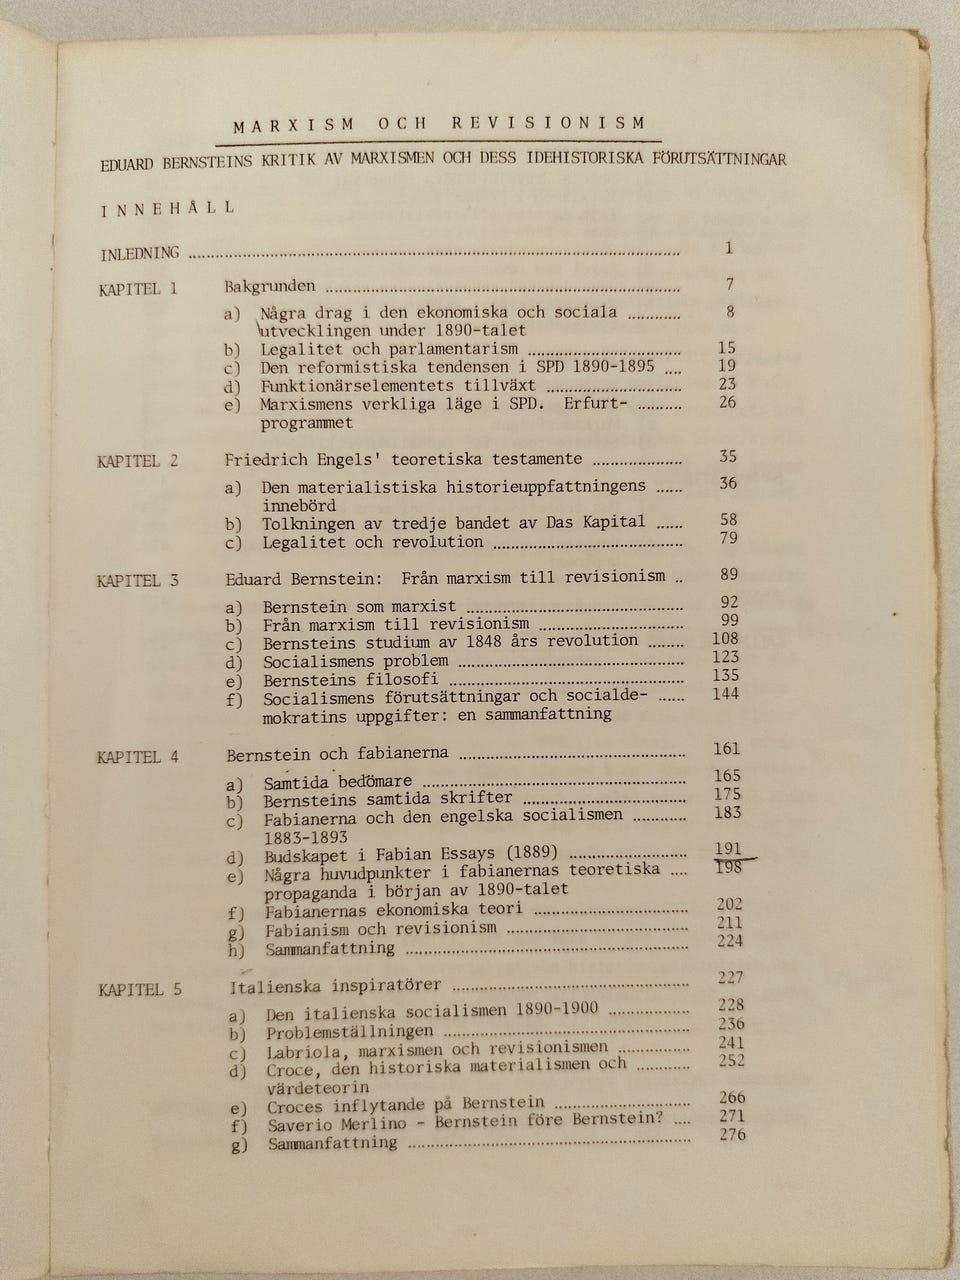 MARXISM OCH REVISIONISM
EDUARD BERNSTEINS KRITIK AV MARXISMEN OCH DESS IDEHISTORISKA FÖRUTSÄTTNINGAR
INNEHÅLL
INLEDNING ........ 1
KAPITEL 1 Bakgrunden ........ 7
a) Några drag i den ekonomiska och sociala ........ 8
utvecklingen under 1890-talet
b) Legalitet och parlamentarism ........ 15
c) Den reformistiska tendensen i SPD 1890-1895 .... 19
d) Funktionärselementets tillväxt ........ 23
e) Marxismens verkliga läge i SPD. Erfurt- ........ 26
programmet
KAPITEL 2 Friedrich Engels' teoretiska testamente ........ 35
a) Den materialistiska historieuppfattningens ...... 36
innebörd
b) Tolkningen av tredje bandet av Das Kapital ...... 58
c) Legalitet och revolution ........ 79
KAPITEL 3 Eduard Bernstein: Från marxism till revisionism .. 89
a) Bernstein som marxist ........ 92
b) Från marxism till revisionism ........ 99
c) Bernsteins studium av 1848 års revolution ........ 108
d) Socialismens problem ........ 123
e) Bernsteins filosofi ........ 135
f) Socialismens förutsättningar och socialde- ...... 144
mokratins uppgifter: en sammanfattning
KAPITEL 4 Bernstein och fabianerna ........ 161
a) Samtida bedömare ........ 165
b) Bernsteins samtida skrifter ........ 175
c) Fabianerna och den engelska socialismen ........ 183
1883-1893
d) Budskapet i Fabian Essays (1889) ........ 191
e) Några huvudpunkter i fabianernas teoretiska .... 198
propaganda i början av 1890-talet
f) Fabianernas ekonomiska teori ........ 202
g) Fabianism och revisionism ........ 211
h) Sammanfattning ........ 224
KAPITEL 5 Italienska inspiratörer ........ 227
a) Den italienska socialismen 1890-1900 ........ 228
b) Problemställningen ........ 236
c) Labriola, marxismen och revisionismen ........ 241
d) Croce, den historiska materialismen och ........ 252
värdeteorin
e) Croces inflytande på Bernstein ........ 266
f) Saverio Merlino - Bernstein före Bernstein? .... 271
g) Sammanfattning ........ 276